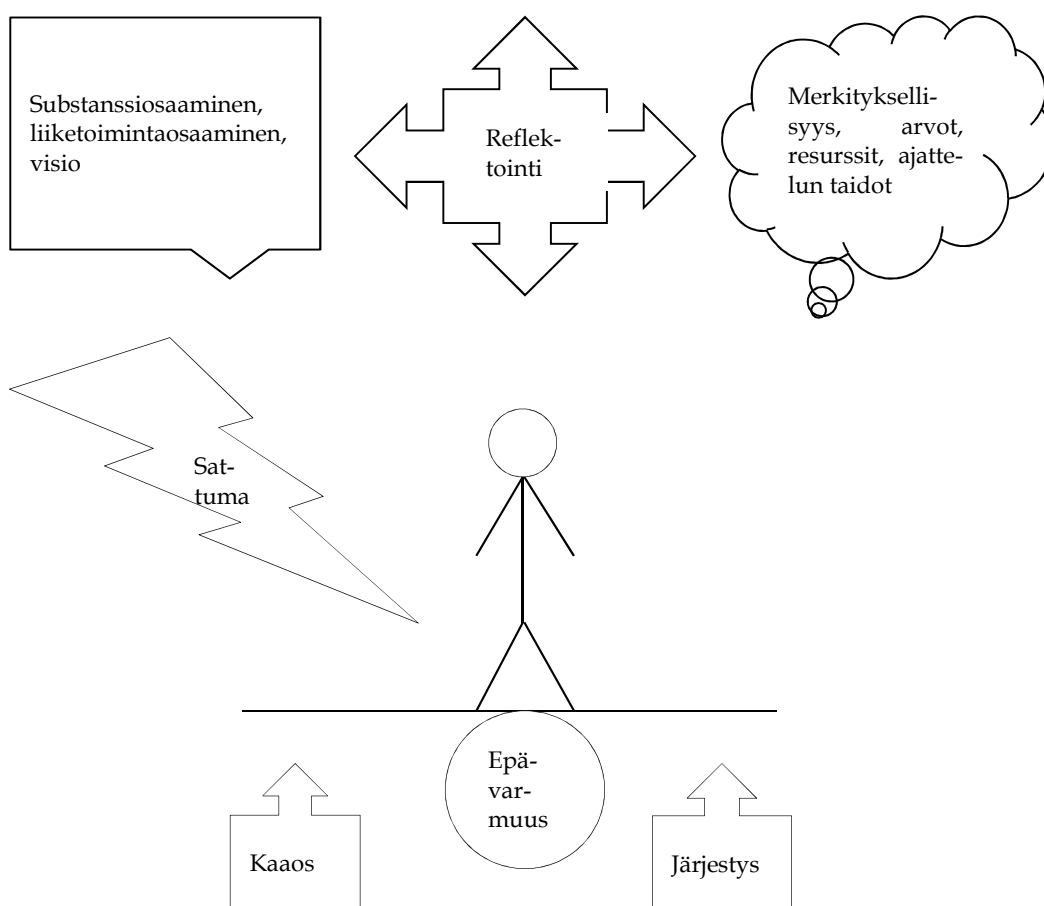 Substanssiosaaminen,
liiketoimintaosaaminen,
visio
Reflek-
tointi
Merkitykselli-
syys, arvot,
resurssit, ajatte-
lun taidot
Sat-
tuma
Epä-
var-
muus
Kaaos
Järjestys